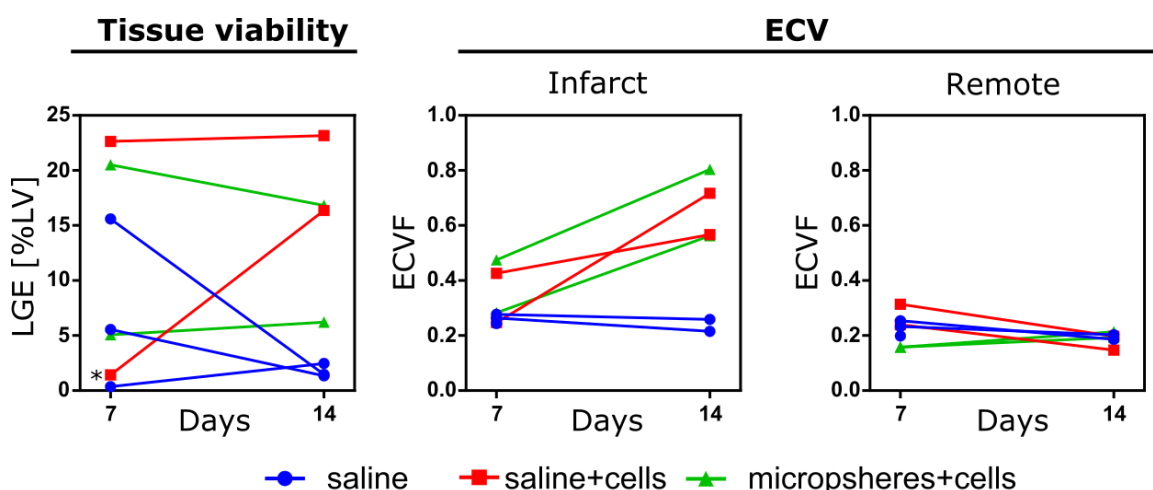 Tissue viability
ECV
Infarct
Remote
LGE [%LV]
25
20
15
10
5
0
*
7
14
Days
ECVF
1.0
0.8
0.6
0.4
0.2
0.0
7
14
Days
ECVF
1.0
0.8
0.6
0.4
0.2
0.0
7
14
Days
saline saline+cells micropsheres+cells